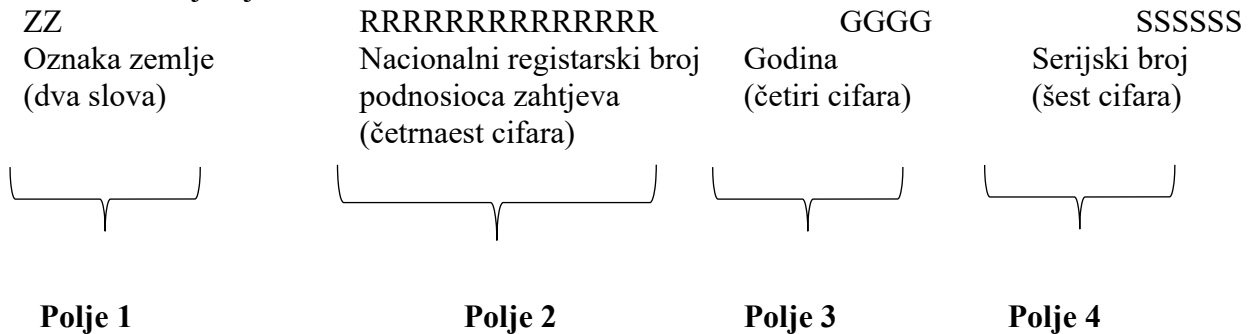 ZZ RRRRRRRRRRRRRR GGGG SSSSSS
Oznaka zemlje Nacionalni registarski broj Godina Serijski broj
(dva slova) podnosioca zahtjeva (četiri cifara) (šest cifara)
(četrnaest cifara)
Polje 1 Polje 2 Polje 3 Polje 4